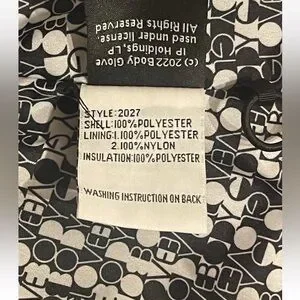 (c) 2022 Body Glove
IP Holdings, LP
used under license.
All Rights Reserved.
STYLE: 2027
SHELL:100%POLYESTER
LINING:1.100%POLYESTER
2.100%NYLON
INSULATION:100%POLYESTER
WASHING INSTRUCTION ON BACK